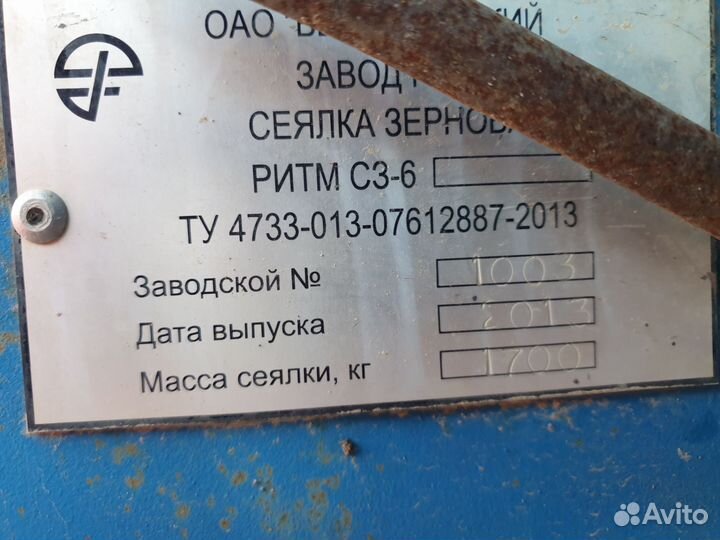 ОАО
ЗАВОД
СЕЯЛКА
РИТМ СЗ-6
ТУ 4733-013-07612887-2013
Заводской № 1003
Дата выпуска 2013
Масса сеялки, кг 1700
Avito